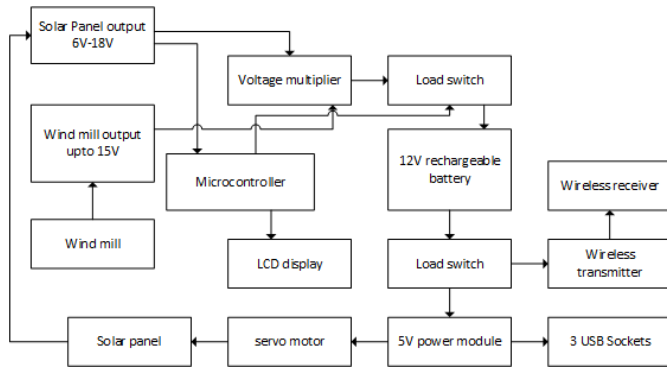 Solar Panel output
6V-18V
Voltage multiplier
Load switch
Wind mill output
upto 15V
Microcontroller
12V rechargeable
battery
Wireless receiver
Wind mill
LCD display
Load switch
Wireless
transmitter
Solar panel
servo motor
5V power module
3 USB Sockets